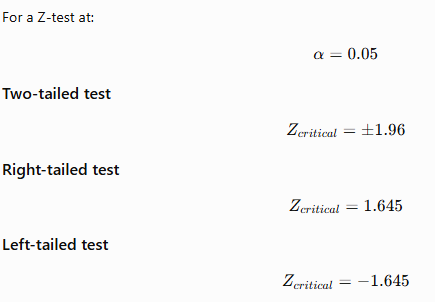 For a Z-test at:
α = 0.05
Two-tailed test
Z_critical = ±1.96
Right-tailed test
Z_critical = 1.645
Left-tailed test
Z_critical = −1.645